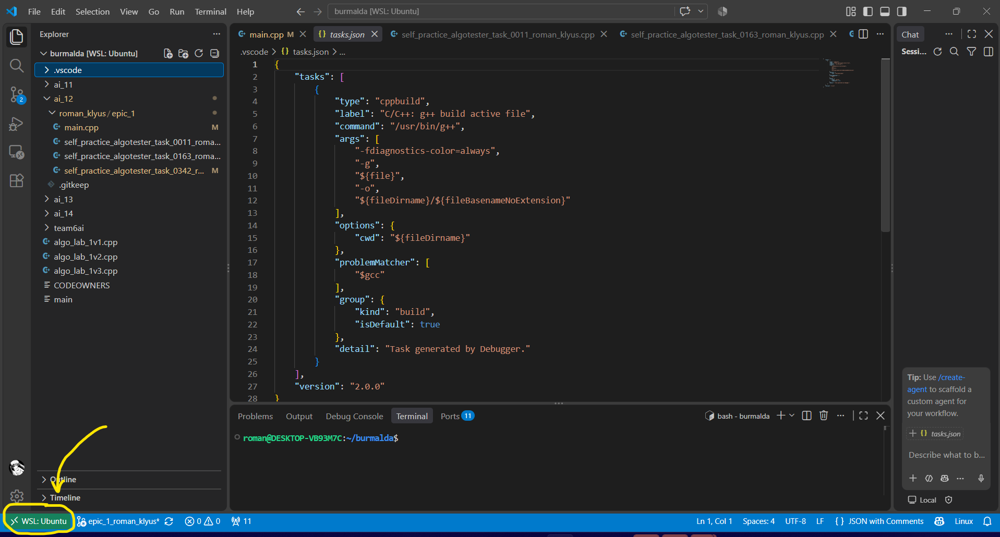 File Edit Selection View Go Run Terminal Help
burmalda [WSL: Ubuntu]
Explorer
burmalda [WSL: Ubuntu]
.vscode
ai_11
ai_12
roman_klyus / epic_1
main.cpp M
self_practice_algotester_task_0011_roma...
self_practice_algotester_task_0163_roma...
self_practice_algotester_task_0342_r... M
.gitkeep
ai_13
ai_14
team6ai
algo_lab_1v1.cpp
algo_lab_1v2.cpp
algo_lab_1v3.cpp
CODEOWNERS
main
Outline
Timeline
2
main.cpp M
tasks.json
self_practice_algotester_task_0011_roman_klyus.cpp
self_practice_algotester_task_0163_roman_klyus.cpp
.vscode > {} tasks.json > ...
1 {
2 "tasks": [
3 {
4 "type": "cppbuild",
5 "label": "C/C++: g++ build active file",
6 "command": "/usr/bin/g++",
7 "args": [
8 "-fdiagnostics-color=always",
9 "-g",
10 "${file}",
11 "-o",
12 "${fileDirname}/${fileBasenameNoExtension}"
13 ],
14 "options": {
15 "cwd": "${fileDirname}"
16 },
17 "problemMatcher": [
18 "$gcc"
19 ],
20 "group": {
21 "kind": "build",
22 "isDefault": true
23 },
24 "detail": "Task generated by Debugger."
25 }
26 ],
27 "version": "2.0.0"
28 }
Problems Output Debug Console Terminal Ports 11
bash - burmalda
roman@DESKTOP-VB93M7C:~/burmalda$
Chat
Sessi...
Tip: Use /create-
agent to scaffold a
custom agent for
your workflow.
{} tasks.json
Describe what to b...
Local
WSL: Ubuntu epic_1_roman_klyus* 0 0 11
Ln 1, Col 1 Spaces: 4 UTF-8 LF {} JSON with Comments Linux